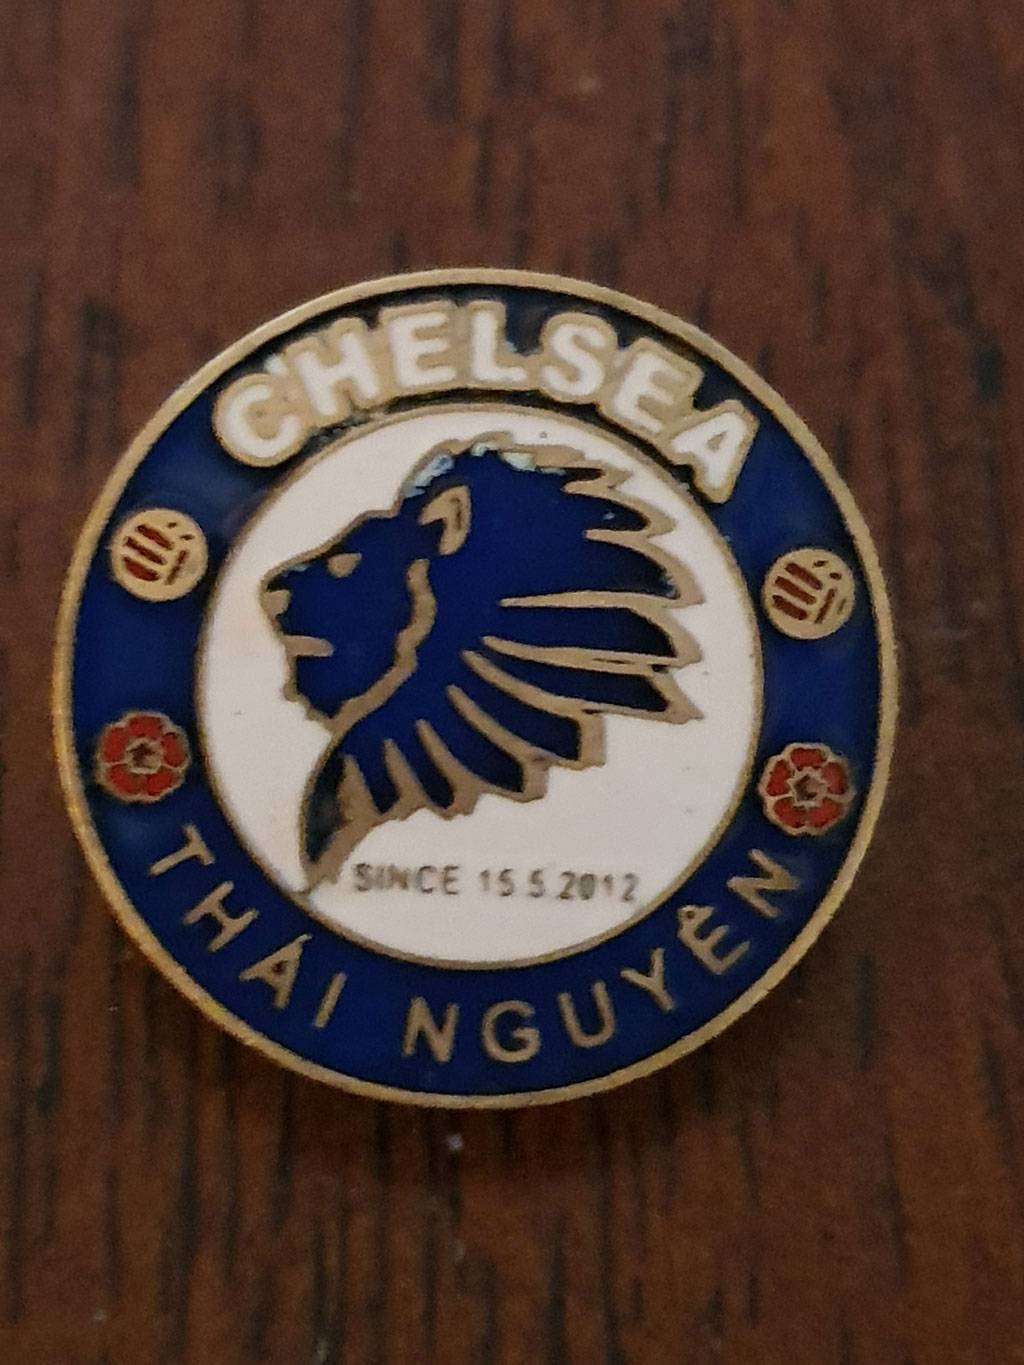 CHELSEA
SINCE 15.5.2012
THÁI NGUYÊN